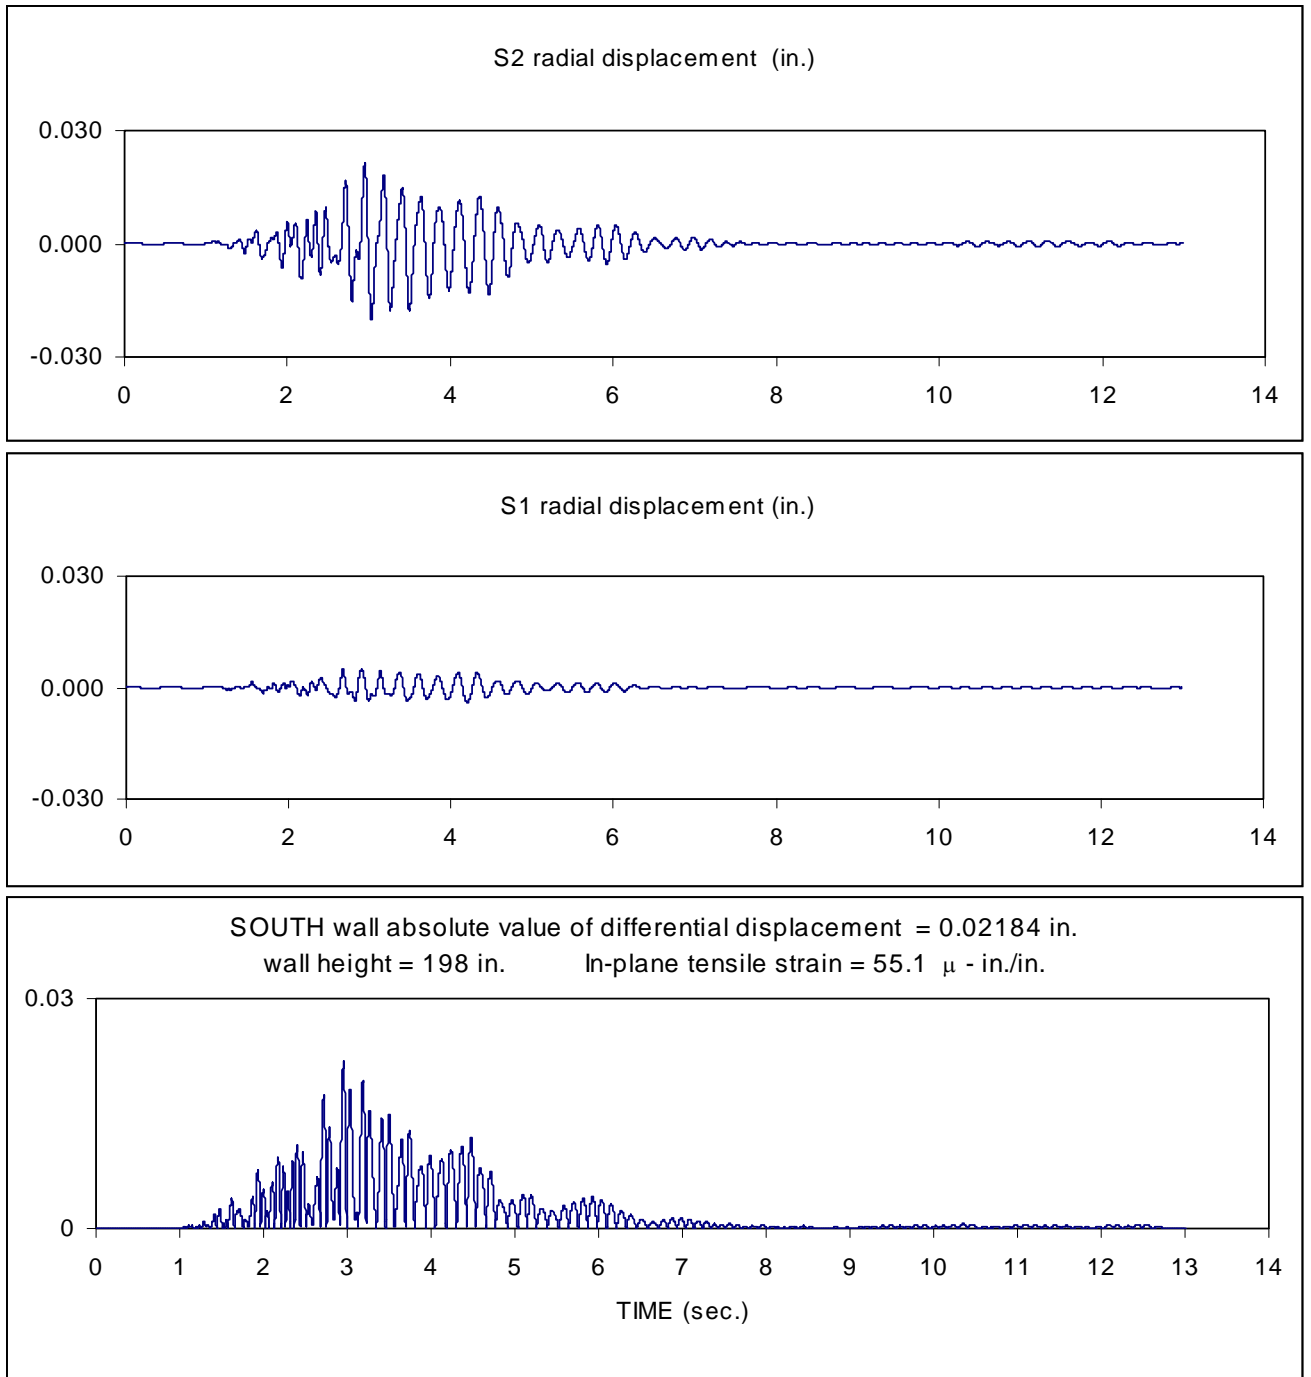 S2 radial displacement (in.)
0.030
0.000
-0.030
0 2 4 6 8 10 12 14
S1 radial displacement (in.)
0.030
0.000
-0.030
0 2 4 6 8 10 12 14
SOUTH wall absolute value of differential displacement = 0.02184 in.
wall height = 198 in. In-plane tensile strain = 55.1 μ - in./in.
0.03
0
0 1 2 3 4 5 6 7 8 9 10 11 12 13 14
TIME (sec.)